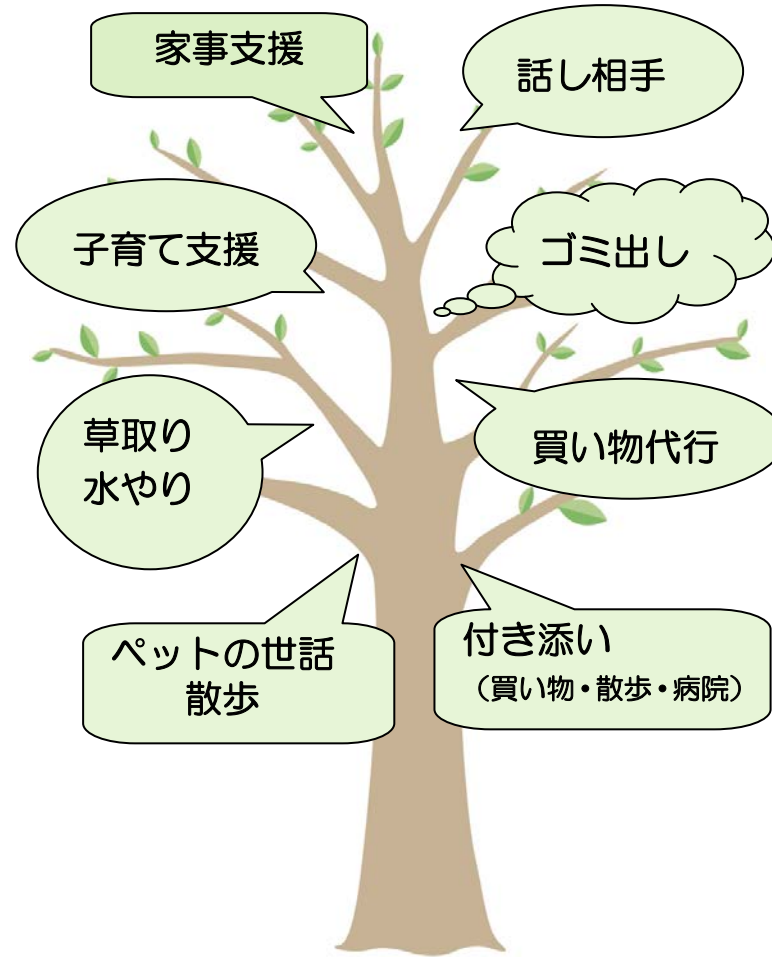 家事支援
話し相手
子育て支援
ゴミ出し
草取り
水やり
買い物代行
ペットの世話
散歩
付き添い
（買い物・散歩・病院）